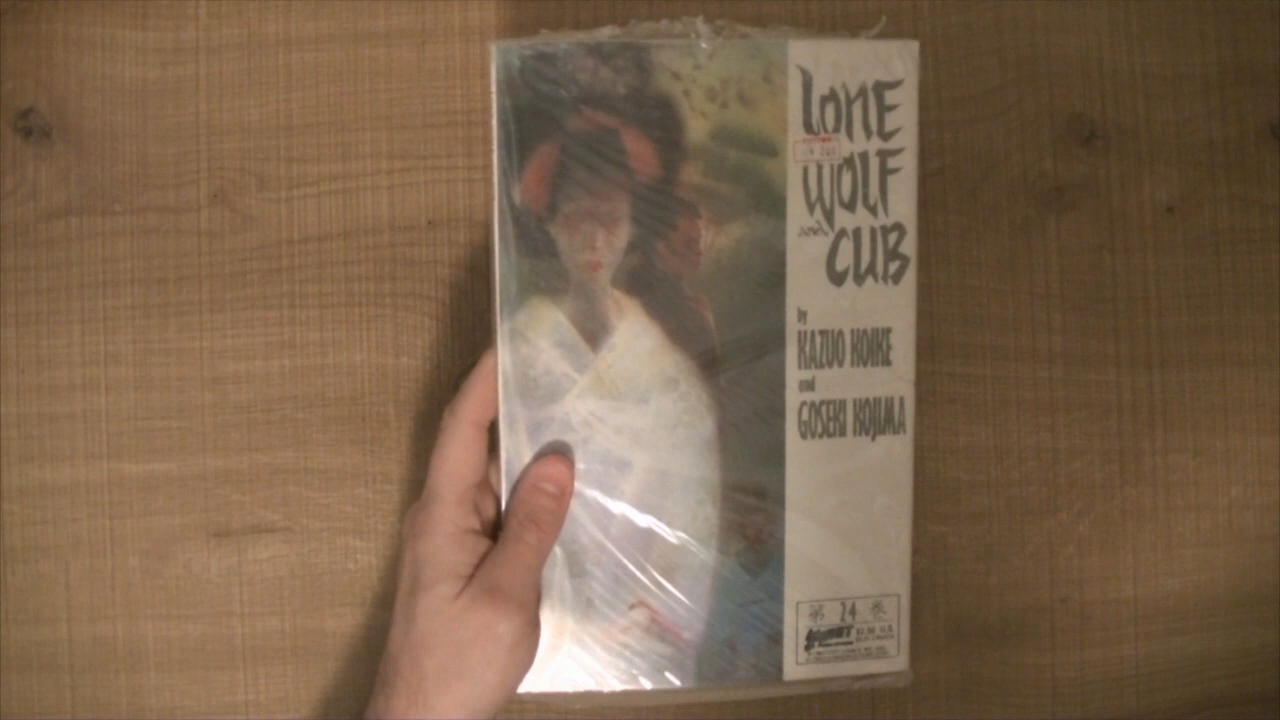 LONE
WOLF
and
CUB
by
KAZUO KOIKE
and
GOSEKI KOJIMA
第 24 巻